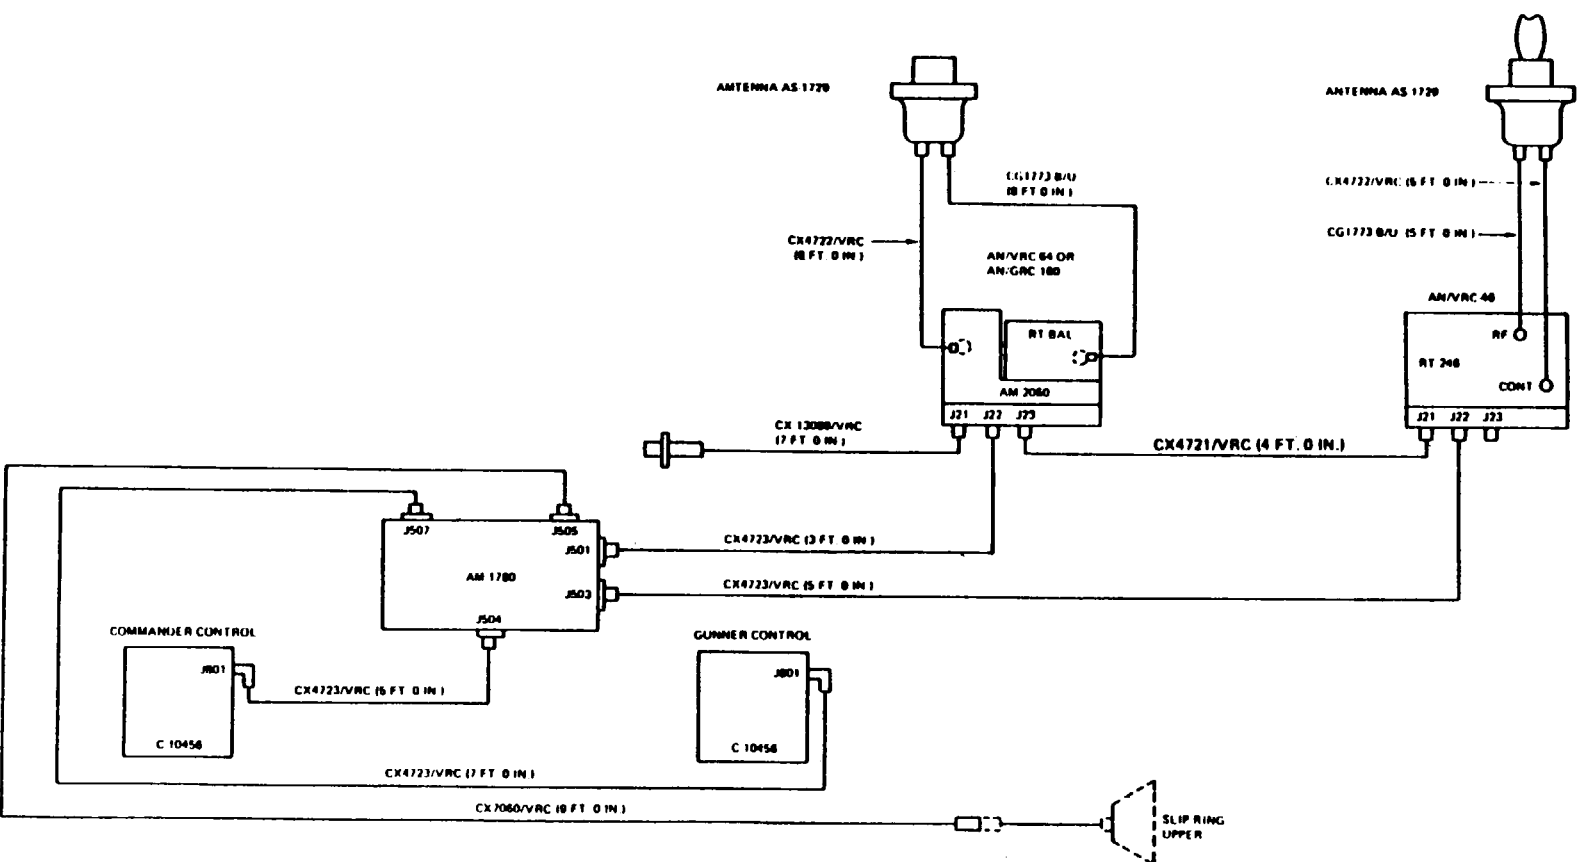 AMTENNA AS 1729
ANTENNA AS 1729
CG1773 B/U
(8 FT 0 IN)
CX4722/VRC (5 FT 0 IN)
CX4722/VRC
(8 FT. 0 IN)
CG1773 B/U (5 FT 0 IN)
AN/VRC 64 OR
AN/GRC 160
AN/VRC 46
RT BAL
RF
RT 246
AM 2060
CONT
J21 J22 J23
J21 J22 J23
CX 13089/VRC
(7 FT 0 IN)
CX4721/VRC (4 FT. 0 IN.)
J507
J505
J501
CX4723/VRC (3 FT 0 IN)
AM 1780
J503
CX4723/VRC (5 FT 0 IN)
J504
COMMANDER CONTROL
GUNNER CONTROL
J801
J801
CX4723/VRC (5 FT 0 IN)
C 10456
C 10456
CX4723/VRC (7 FT 0 IN)
CX7060/VRC (9 FT 0 IN)
SLIP RING
UPPER